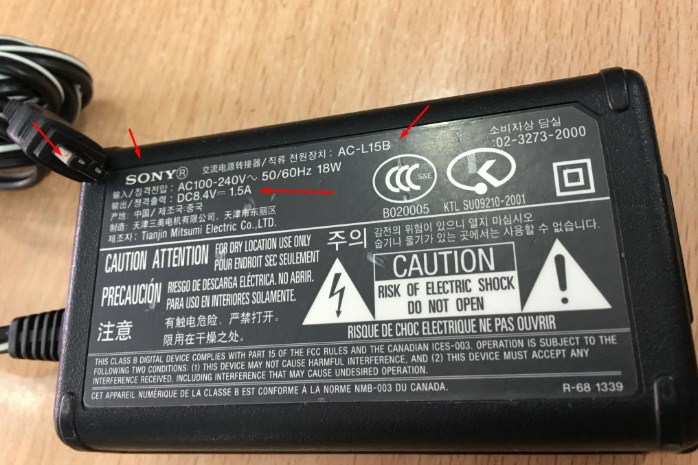 SONY®
交流电源转接器/직류 전원장치: AC-L15B
输入/정격전압: AC100-240V~ 50/60Hz 18W
输出/정격출력: DC8.4V⎓ 1.5A
产地: 中国/제조국:중국
制造: 天津三美电机有限公司, 天津市东丽区
제조자: Tianjin Mitsumi Electric Co.,LTD.
소비자상 담실
:02-3273-2000
CCC S&E
B020005
KTL SU09210-2001
CAUTION ATTENTION FOR DRY LOCATION USE ONLY
POUR ENDROIT SEC SEULEMENT
PRECAUCIÓN RIESGO DE DESCARGA ELÉCTRICA. NO ABRIR.
PARA USO EN INTERIORES SOLAMENTE.
注意 有触电危险, 严禁打开。
限用在干燥之处。
주의 감전의 위험이 있으니 열지 마십시오
습기나 물기가 있는 곳에서는 사용할 수 없습니다.
CAUTION
RISK OF ELECTRIC SHOCK
DO NOT OPEN
RISQUE DE CHOC ELECTRIQUE NE PAS OUVRIR
THIS CLASS B DIGITAL DEVICE COMPLIES WITH PART 15 OF THE FCC RULES AND THE CANADIAN ICES-003. OPERATION IS SUBJECT TO THE
FOLLOWING TWO CONDITIONS: (1) THIS DEVICE MAY NOT CAUSE HARMFUL INTERFERENCE, AND (2) THIS DEVICE MUST ACCEPT ANY
INTERFERENCE RECEIVED, INCLUDING INTERFERENCE THAT MAY CAUSE UNDESIRED OPERATION.
CET APPAREIL NUMÉRIQUE DE LA CLASSE B EST CONFORME À LA NORME NMB-003 DU CANADA.
R-68 1339